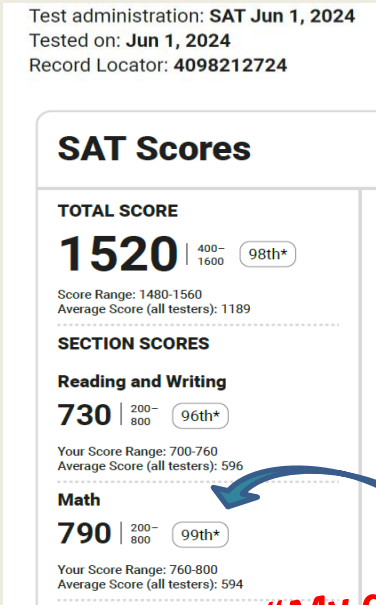 Test administration: SAT Jun 1, 2024
Tested on: Jun 1, 2024
Record Locator: 4098212724
SAT Scores
TOTAL SCORE
1520 | 400–1600 98th*
Score Range: 1480-1560
Average Score (all testers): 1189
SECTION SCORES
Reading and Writing
730 | 200–800 96th*
Your Score Range: 700-760
Average Score (all testers): 596
Math
790 | 200–800 99th*
Your Score Range: 760-800
Average Score (all testers): 594